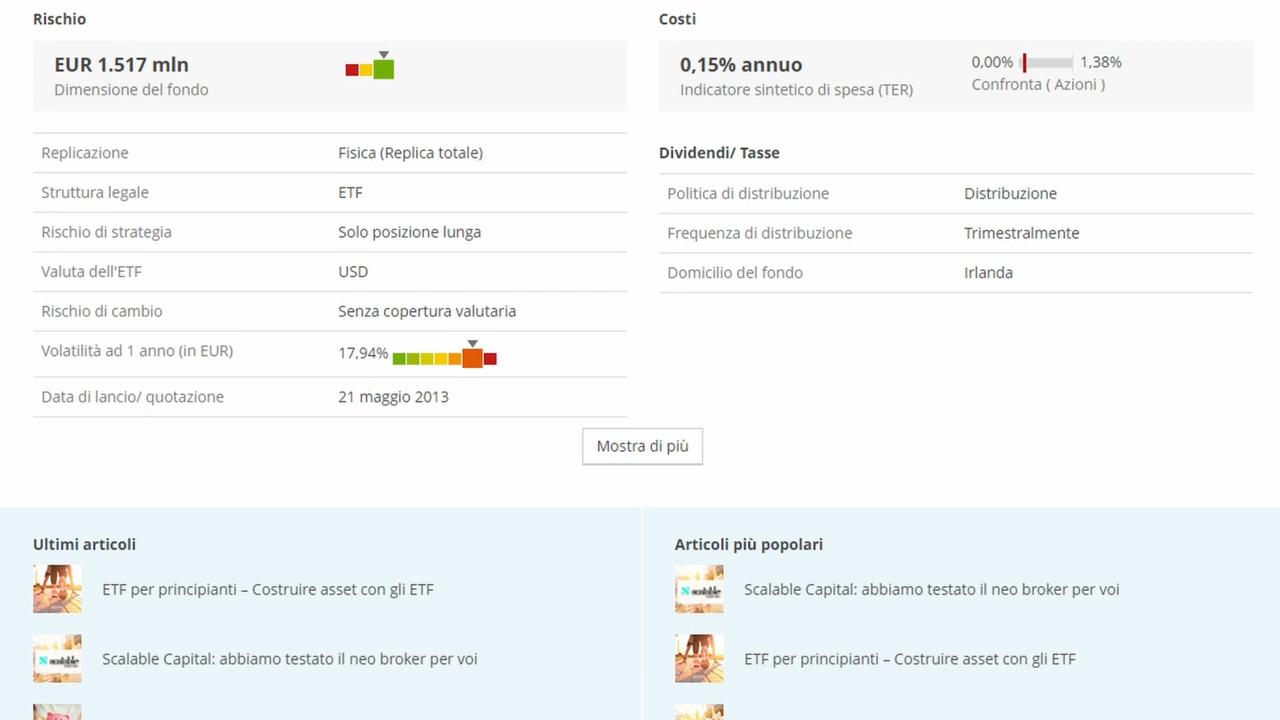 Rischio
EUR 1.517 mln
Dimensione del fondo
Replicazione Fisica (Replica totale)
Struttura legale ETF
Rischio di strategia Solo posizione lunga
Valuta dell'ETF USD
Rischio di cambio Senza copertura valutaria
Volatilità ad 1 anno (in EUR) 17,94%
Data di lancio/ quotazione 21 maggio 2013
Costi
0,15% annuo
Indicatore sintetico di spesa (TER)
0,00% 1,38%
Confronta ( Azioni )
Dividendi/ Tasse
Politica di distribuzione Distribuzione
Frequenza di distribuzione Trimestralmente
Domicilio del fondo Irlanda
Mostra di più
Ultimi articoli
ETF per principianti – Costruire asset con gli ETF
scalable
Scalable Capital: abbiamo testato il neo broker per voi
Articoli più popolari
scalable
Scalable Capital: abbiamo testato il neo broker per voi
ETF per principianti – Costruire asset con gli ETF